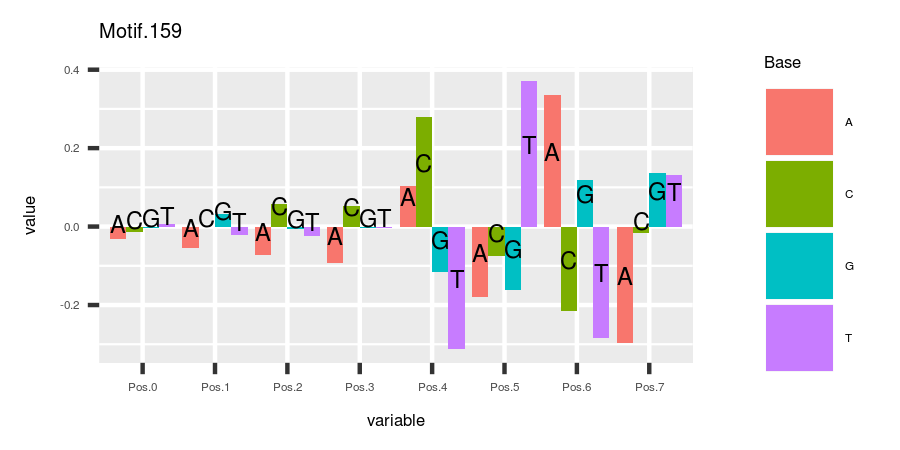 Motif.159
Base
0.4
0.2
0.0
-0.2
value
A C G T A C G T A C G T A C G T A C G T A C G T A C G T A C G T
Pos.0 Pos.1 Pos.2 Pos.3 Pos.4 Pos.5 Pos.6 Pos.7
variable
A
C
G
T